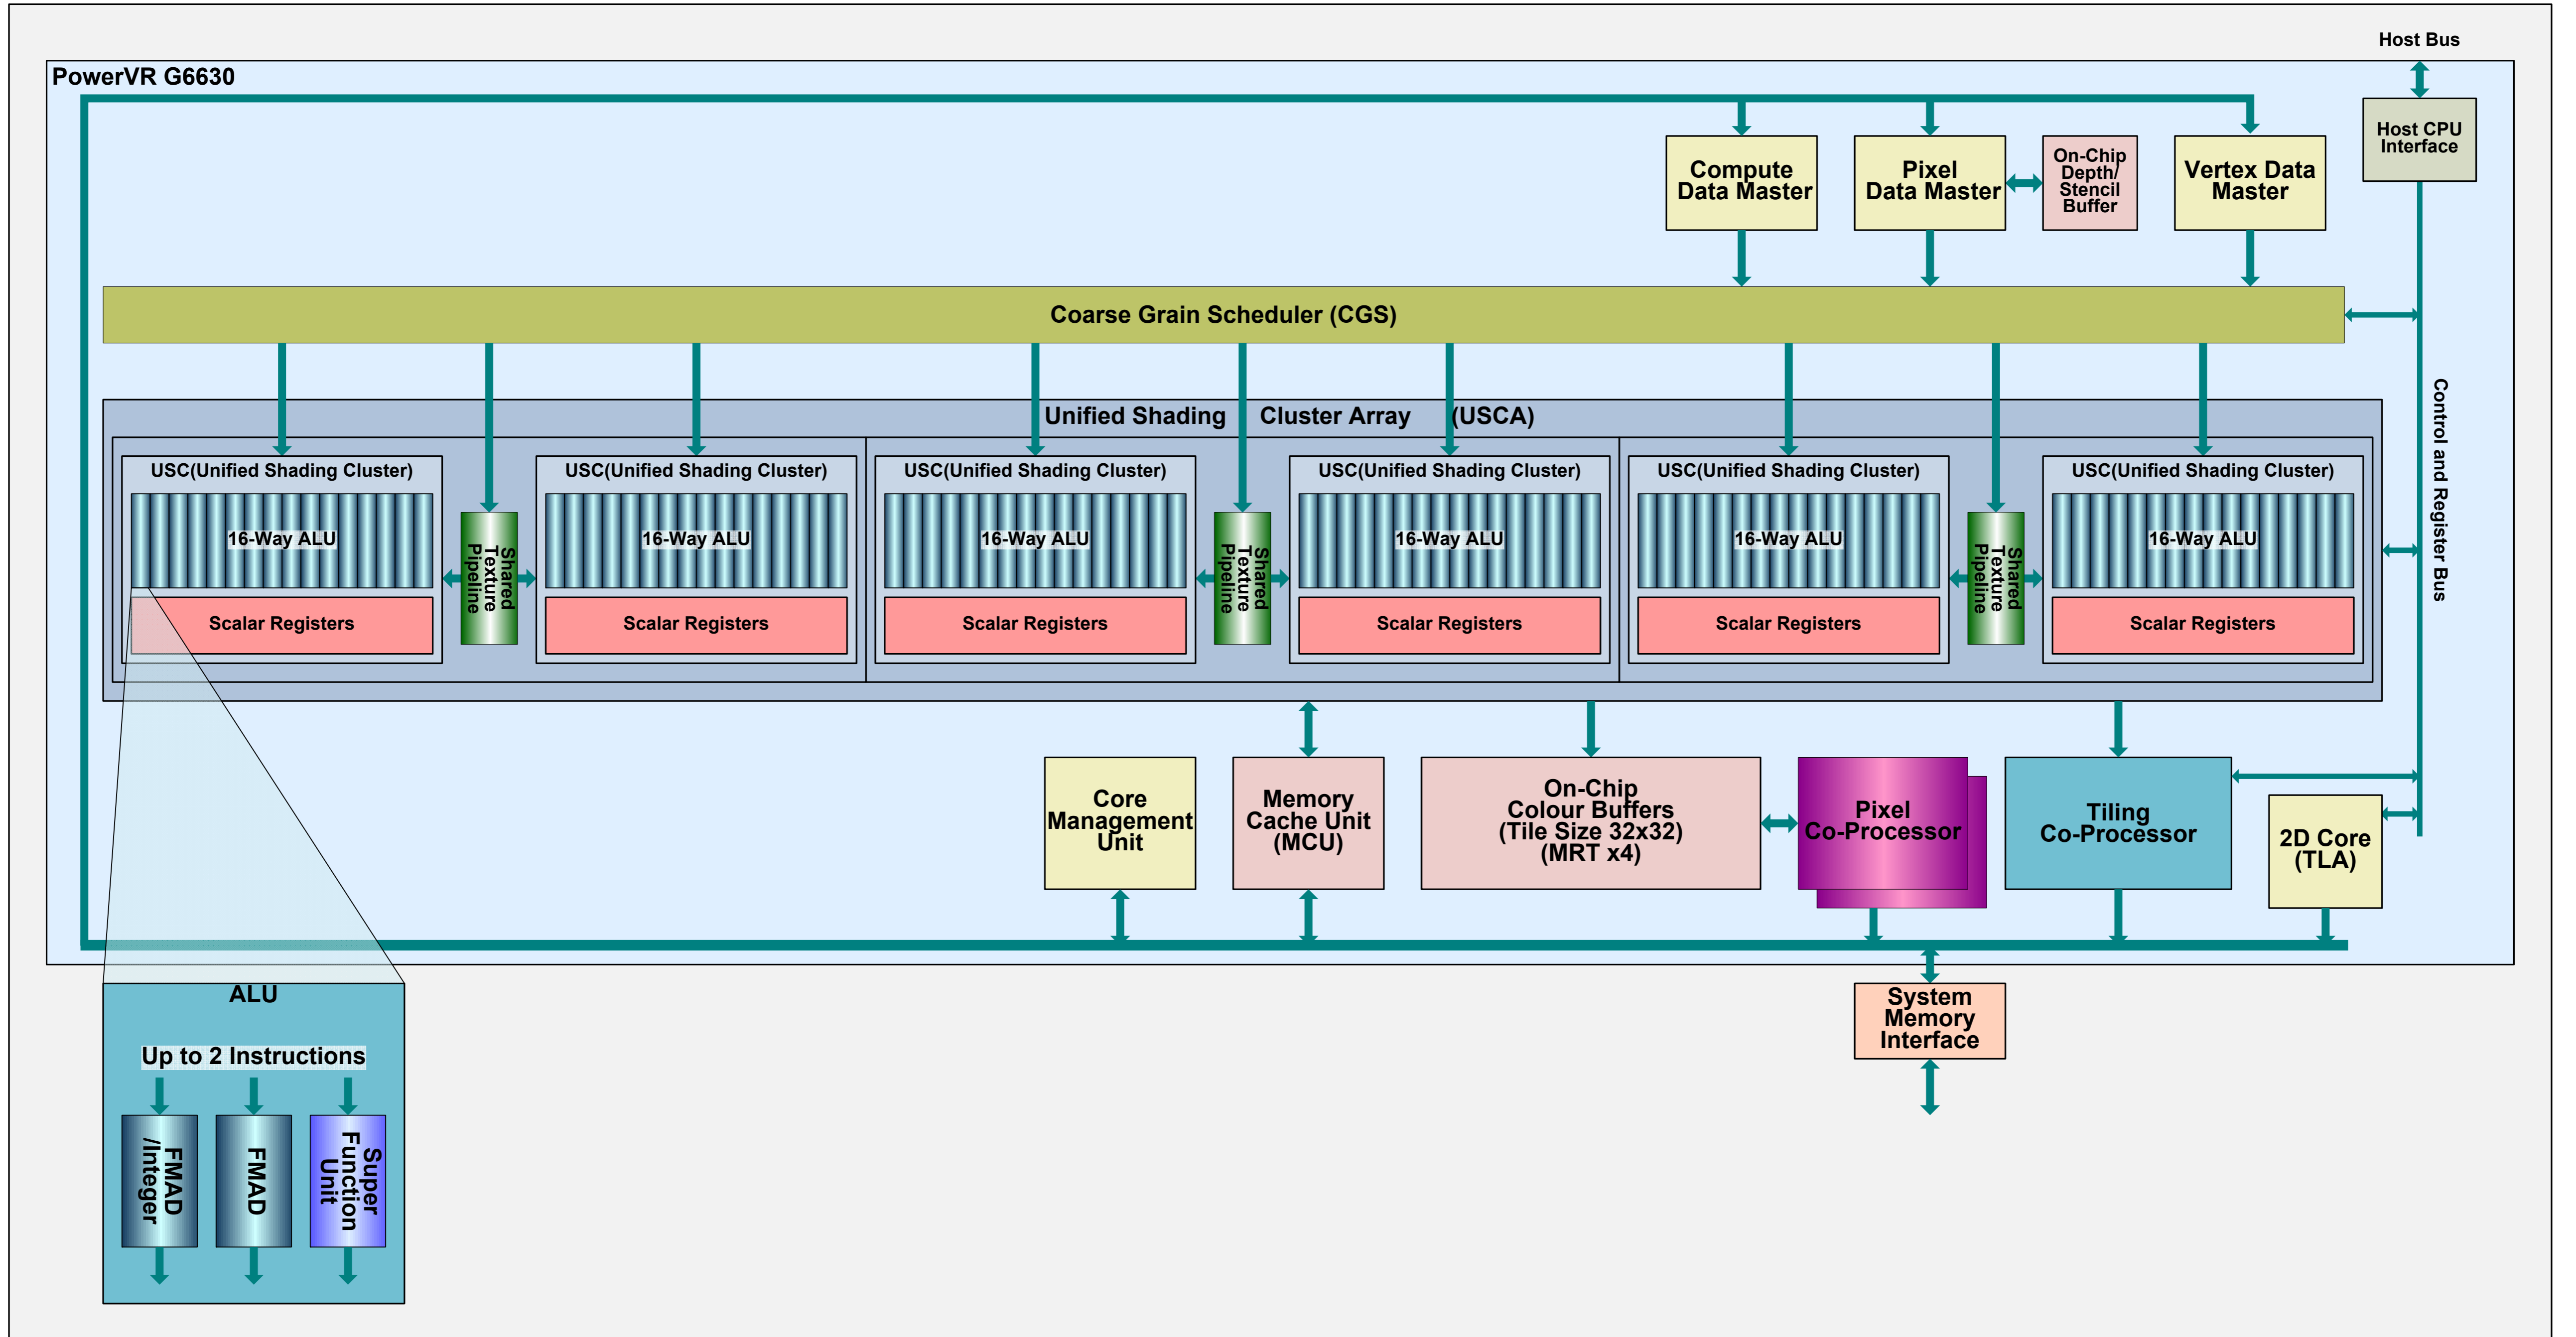 Host Bus
PowerVR G6630
Host CPU
Interface
Compute
Data Master
Pixel
Data Master
On-Chip
Depth/
Stencil
Buffer
Vertex Data
Master
Coarse Grain Scheduler (CGS)
Control and Register Bus
Unified Shading Cluster Array (USCA)
USC(Unified Shading Cluster)
16-Way ALU
Scalar Registers
Shared
Texture
Pipeline
USC(Unified Shading Cluster)
16-Way ALU
Scalar Registers
USC(Unified Shading Cluster)
16-Way ALU
Scalar Registers
Shared
Texture
Pipeline
USC(Unified Shading Cluster)
16-Way ALU
Scalar Registers
USC(Unified Shading Cluster)
16-Way ALU
Scalar Registers
Shared
Texture
Pipeline
USC(Unified Shading Cluster)
16-Way ALU
Scalar Registers
Core
Management
Unit
Memory
Cache Unit
(MCU)
On-Chip
Colour Buffers
(Tile Size 32x32)
(MRT x4)
Pixel
Co-Processor
Tiling
Co-Processor
2D Core
(TLA)
System
Memory
Interface
ALU
Up to 2 Instructions
FMAD
/Integer
FMAD
Super
Function
Unit